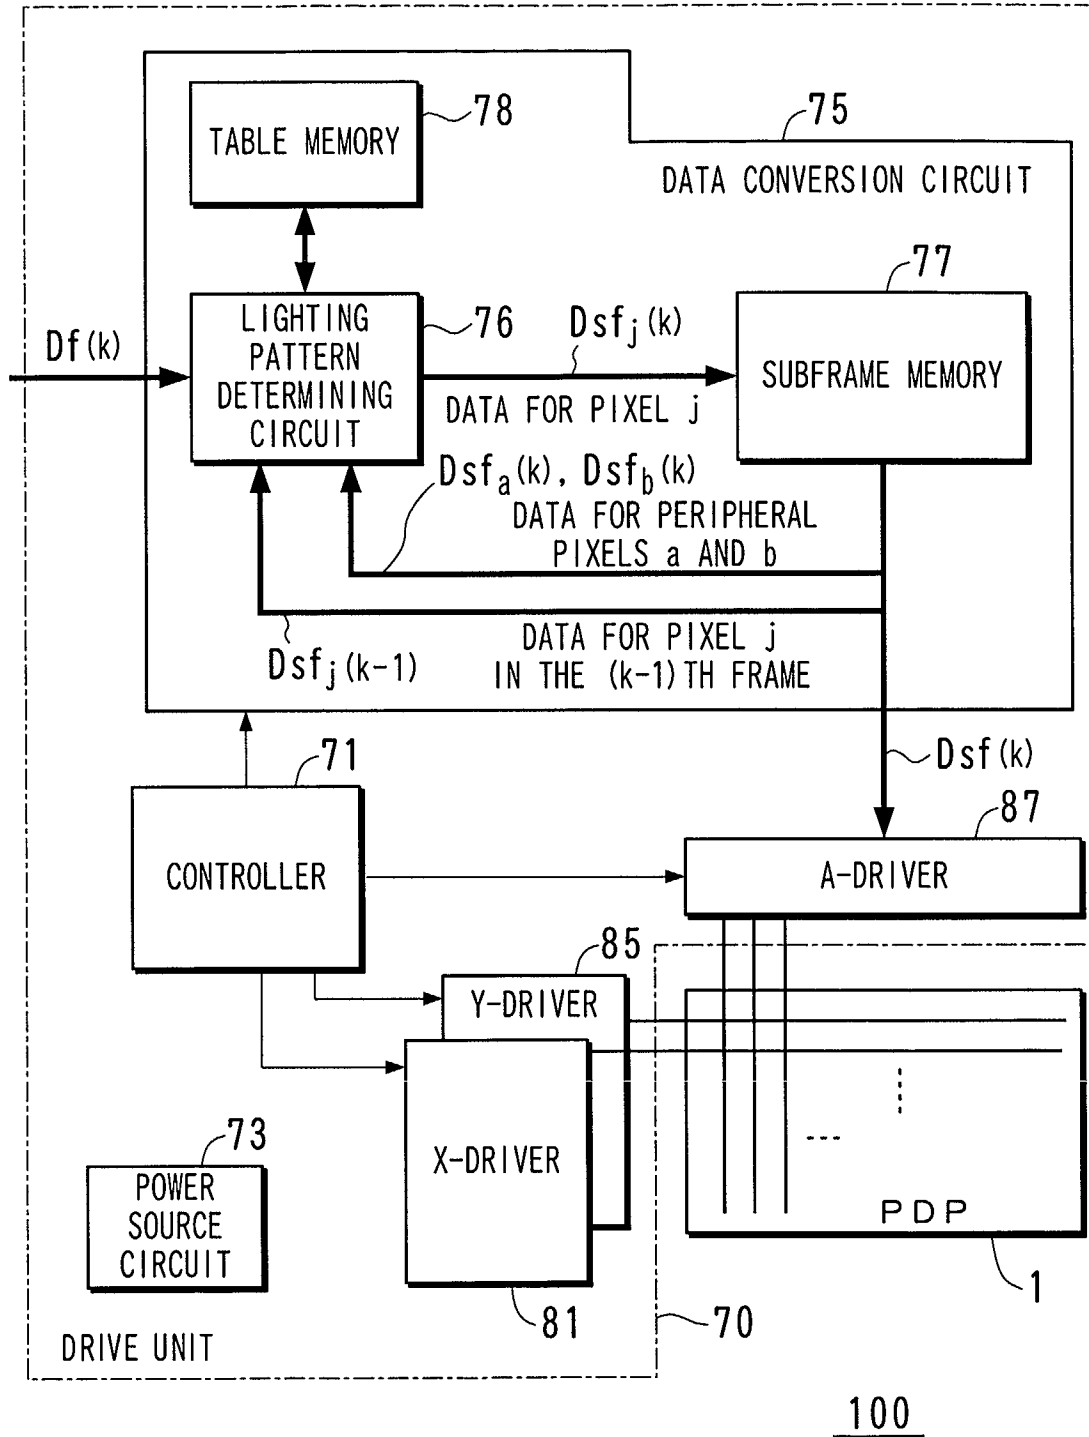 78
TABLE MEMORY
75
DATA CONVERSION CIRCUIT
77
Df(k)
LIGHTING
PATTERN
DETERMINING
CIRCUIT
76
Dsfj(k)
SUBFRAME MEMORY
DATA FOR PIXEL j
Dsfa(k), Dsfb(k)
DATA FOR PERIPHERAL
PIXELS a AND b
Dsfj(k-1)
DATA FOR PIXEL j
IN THE (k-1)TH FRAME
71
Dsf(k)
87
CONTROLLER
A-DRIVER
85
Y-DRIVER
X-DRIVER
73
POWER
SOURCE
CIRCUIT
PDP
1
81
70
DRIVE UNIT
100